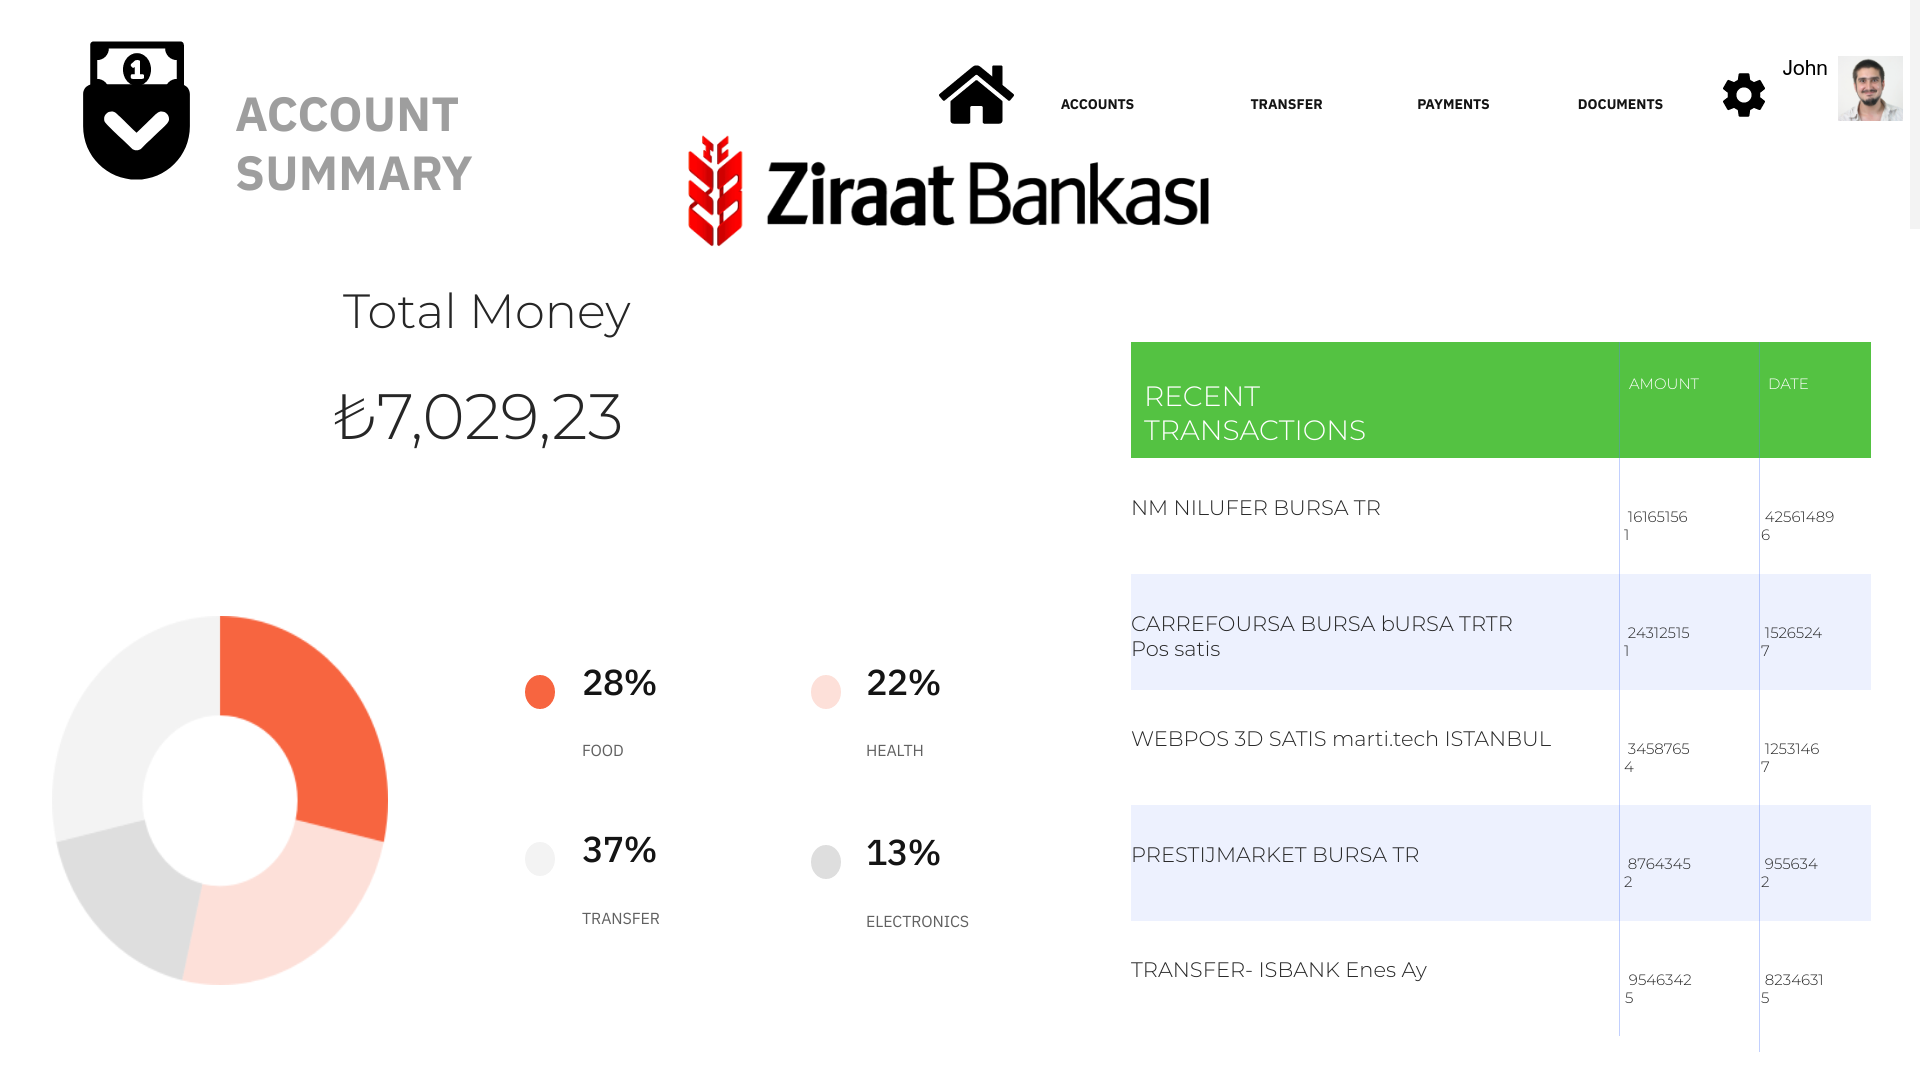 1
ACCOUNT
SUMMARY
ACCOUNTS
TRANSFER
PAYMENTS
DOCUMENTS
John
TC
Ziraat Bankası
Total Money
₺7,029,23
RECENT
TRANSACTIONS
AMOUNT
DATE
NM NILUFER BURSA TR
16165156
1
42561489
6
CARREFOURSA BURSA bURSA TRTR
Pos satis
24312515
1
1526524
7
WEBPOS 3D SATIS marti.tech ISTANBUL
3458765
4
1253146
7
PRESTIJMARKET BURSA TR
8764345
2
955634
2
TRANSFER- ISBANK Enes Ay
9546342
5
8234631
5
28%
FOOD
22%
HEALTH
37%
TRANSFER
13%
ELECTRONICS